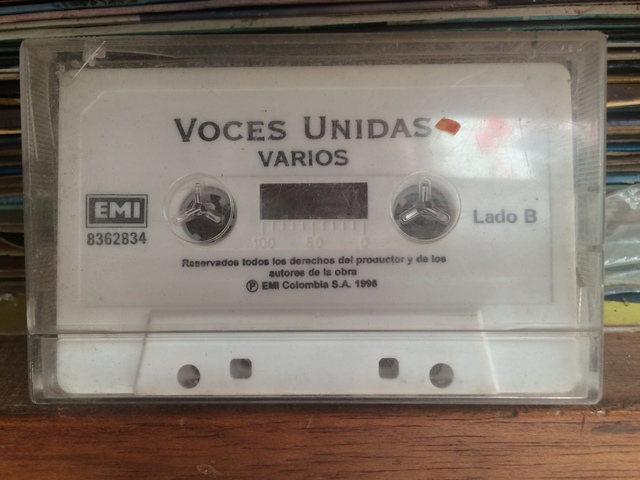 VOCES UNIDAS
VARIOS
EMI
8362834
Lado B
100 50 0
Reservados todos los derechos del productor y de los
autores de la obra
Ⓟ EMI Colombia S.A. 1996